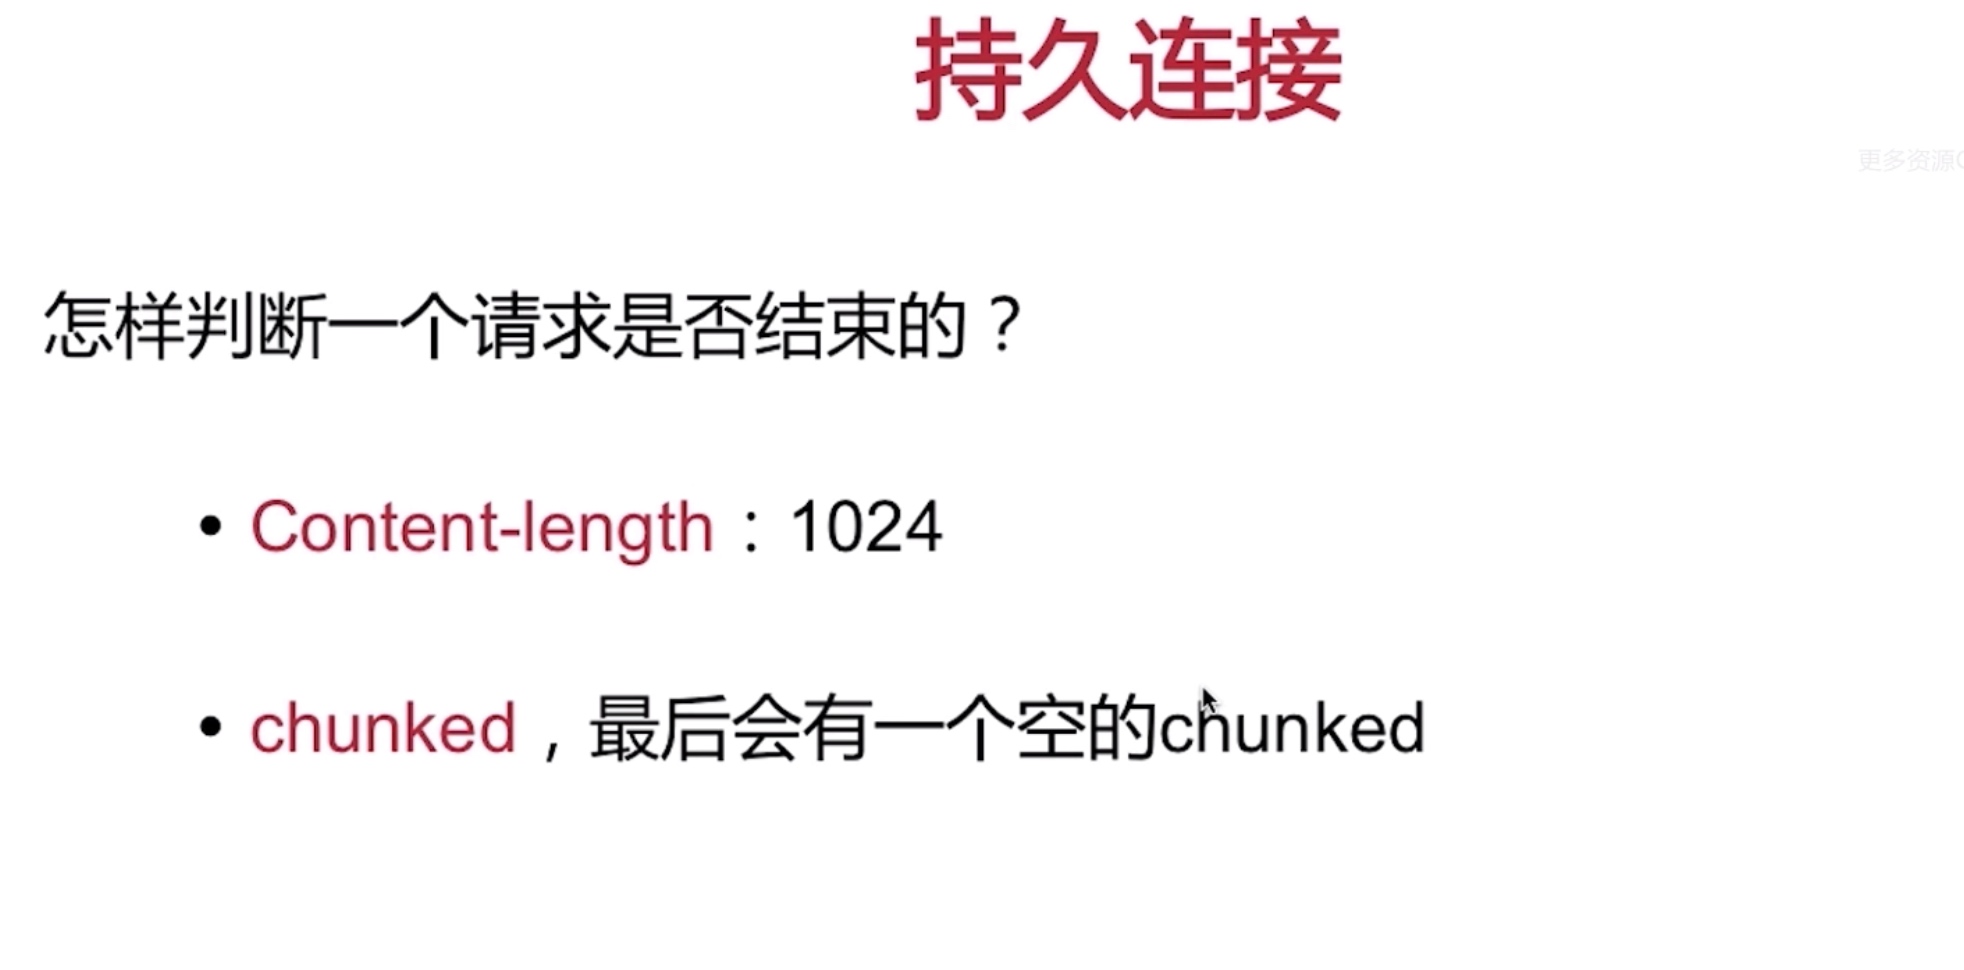 持久连接
更多资源
怎样判断一个请求是否结束的？
• Content-length：1024
• chunked，最后会有一个空的chunked